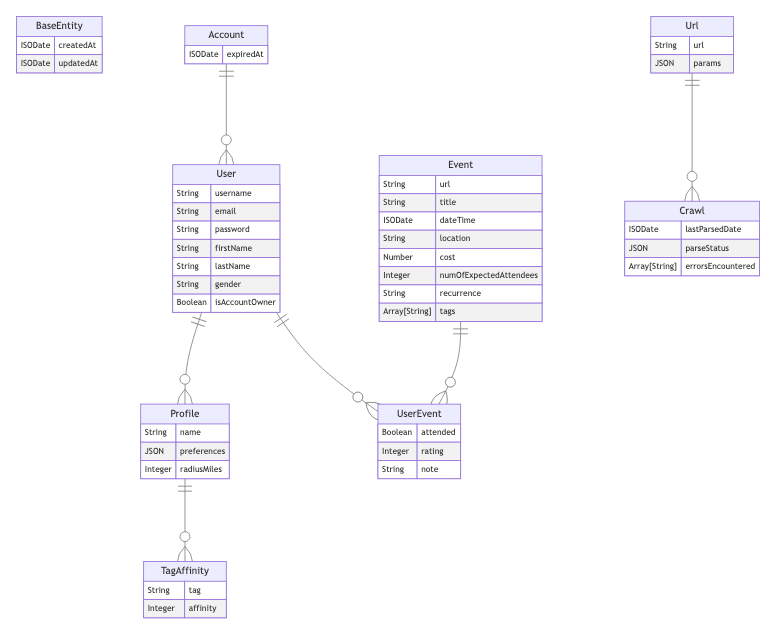 BaseEntity
ISODate createdAt
ISODate updatedAt
Account
ISODate expiredAt
Url
String url
JSON params
User
String username
String email
String password
String firstName
String lastName
String gender
Boolean isAccountOwner
Event
String url
String title
ISODate dateTime
String location
Number cost
Integer numOfExpectedAttendees
String recurrence
Array[String] tags
Crawl
ISODate lastParsedDate
JSON parseStatus
Array[String] errorsEncountered
Profile
String name
JSON preferences
Integer radiusMiles
UserEvent
Boolean attended
Integer rating
String note
TagAffinity
String tag
Integer affinity